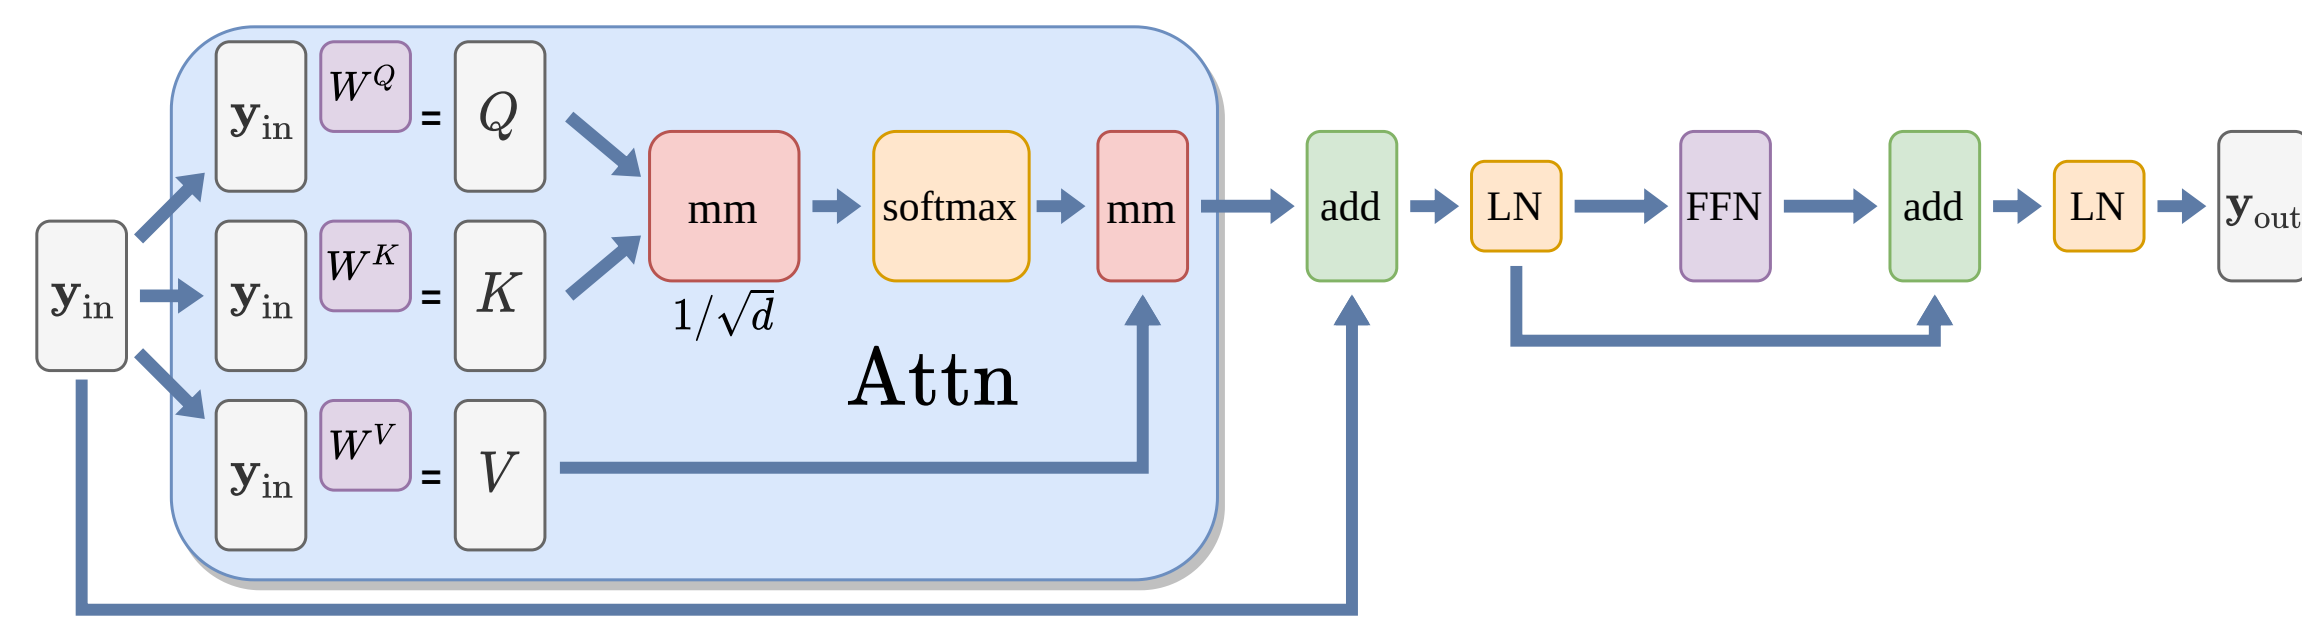 y_in W^Q = Q
y_in W^K = K
y_in W^V = V
y_in
mm
1/√d
softmax
mm
Attn
add
LN
FFN
add
LN
y_out